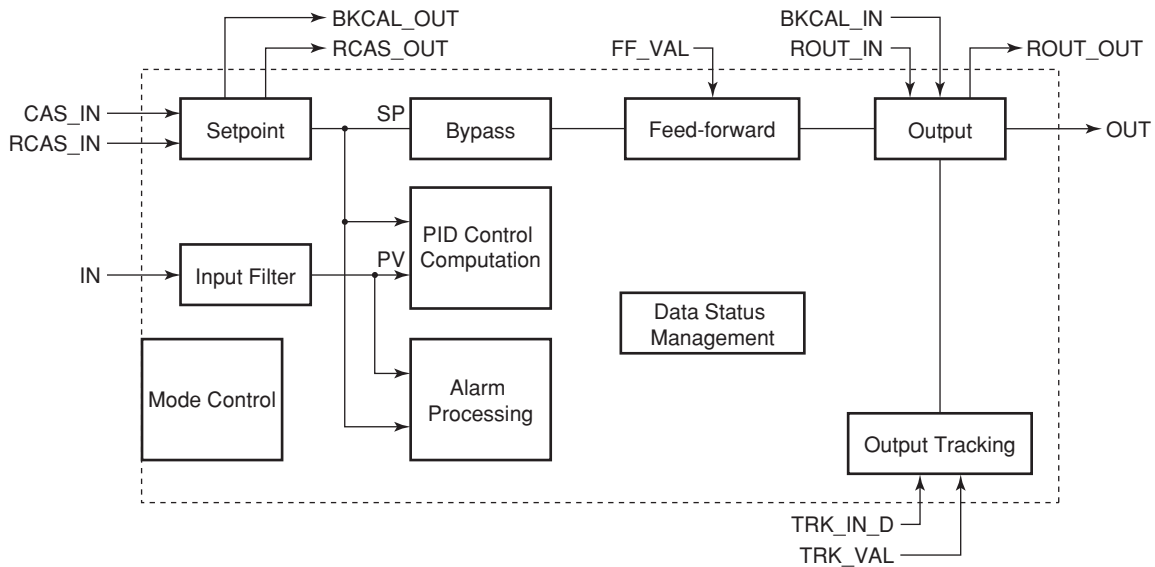 BKCAL_OUT
RCAS_OUT
BKCAL_IN
ROUT_IN
FF_VAL
ROUT_OUT
CAS_IN
RCAS_IN
Setpoint
SP
Bypass
Feed-forward
Output
OUT
IN
Input Filter
PV
PID Control
Computation
Data Status
Management
Mode Control
Alarm
Processing
Output Tracking
TRK_IN_D
TRK_VAL